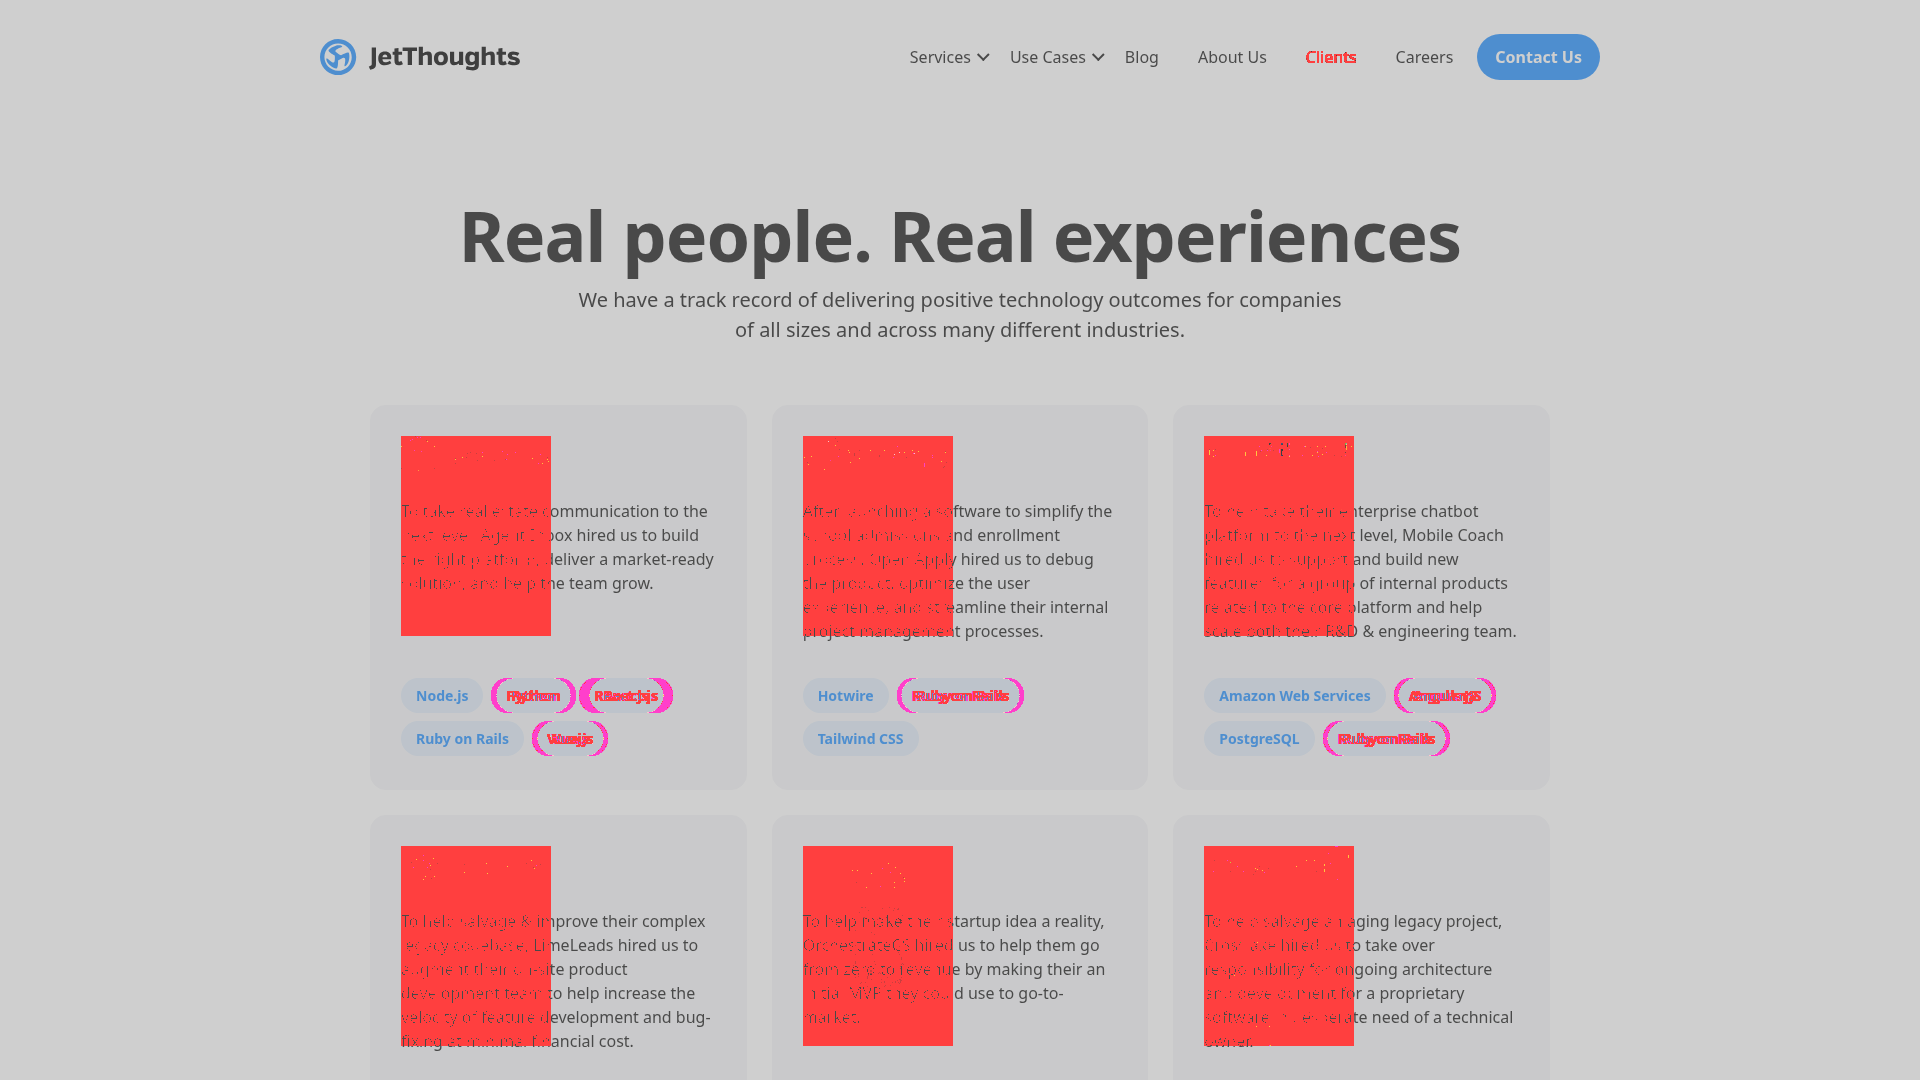 JetThoughts
Services Use Cases Blog About Us Clients Careers Contact Us
Real people. Real experiences
We have a track record of delivering positive technology outcomes for companies
of all sizes and across many different industries.
To take real estate communication to the
next level, Agent Inbox hired us to build
the right platform, deliver a market-ready
solution, and help the team grow.
Node.js Python React.js
Ruby on Rails Vue.js
After launching a software to simplify the
school admissions and enrollment
process, Open Apply hired us to debug
the product, optimize the user
experience, and streamline their internal
project management processes.
Hotwire Ruby on Rails
Tailwind CSS
To help take their enterprise chatbot
platform to the next level, Mobile Coach
hired us to support and build new
features for a group of internal products
related to the core platform and help
scale both their R&D & engineering team.
Amazon Web Services AngularJS
PostgreSQL Ruby on Rails
To help salvage & improve their complex
legacy codebase, LimeLeads hired us to
augment their on-site product
development team to help increase the
velocity of feature development and bug-
fixing at minimal financial cost.
To help make their startup idea a reality,
OrchestrateCS hired us to help them go
from zero to revenue by making their an
initial MVP they could use to go-to-
market.
To help salvage an aging legacy project,
hired us to take over
responsibility for ongoing architecture
and development for a proprietary
software in desperate need of a technical
owner.